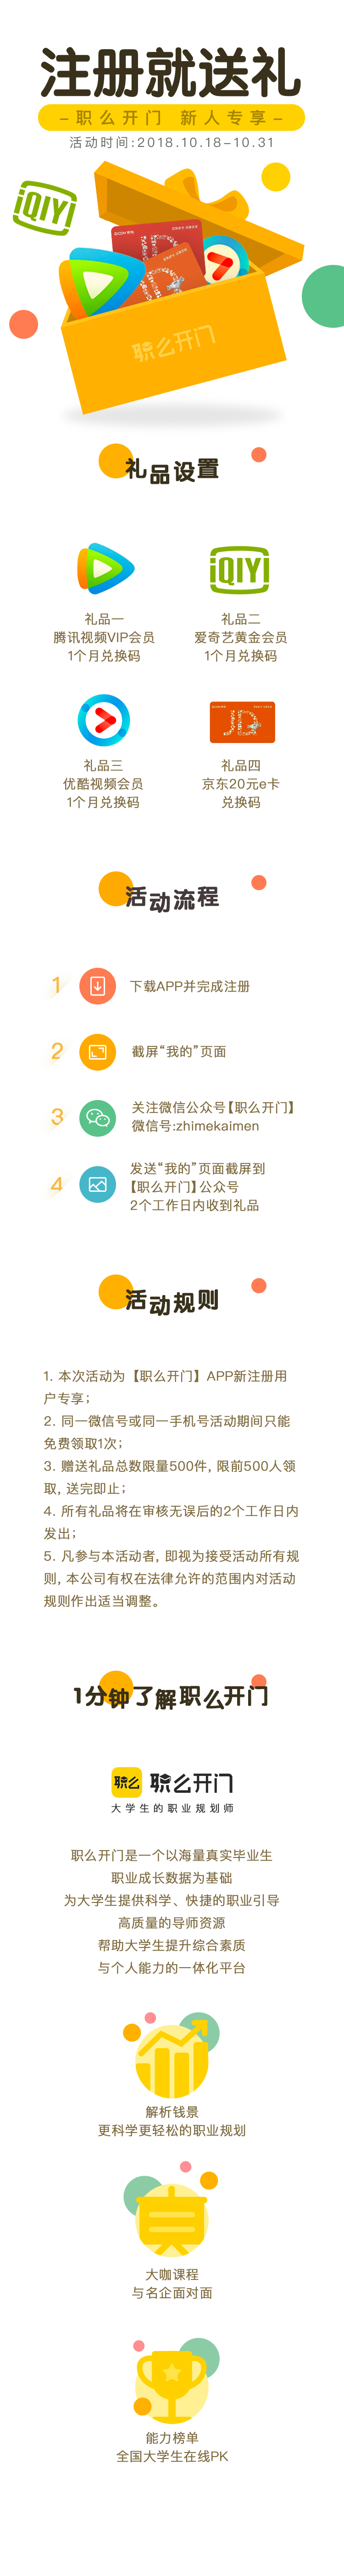 注册就送礼
–职么开门 新人专享–
活动时间:2018.10.18–10.31
iQIYI
职么开门
礼品设置
iQIYI
礼品一
腾讯视频VIP会员
1个月兑换码
礼品二
爱奇艺黄金会员
1个月兑换码
JD
礼品三
优酷视频会员
1个月兑换码
礼品四
京东20元e卡
兑换码
活动流程
1
下载APP并完成注册
2
截屏“我的”页面
3
关注微信公众号【职么开门】
微信号:zhimekaimen
4
发送“我的”页面截屏到
【职么开门】公众号
2个工作日内收到礼品
活动规则
1. 本次活动为【职么开门】APP新注册用
户专享;
2. 同一微信号或同一手机号活动期间只能
免费领取1次;
3. 赠送礼品总数限量500件, 限前500人领
取, 送完即止;
4. 所有礼品将在审核无误后的2个工作日内
发出;
5. 凡参与本活动者, 即视为接受活动所有规
则, 本公司有权在法律允许的范围内对活动
规则作出适当调整。
1分钟了解职么开门
职么 职么开门
大学生的职业规划师
职么开门是一个以海量真实毕业生
职业成长数据为基础
为大学生提供科学、快捷的职业引导
高质量的导师资源
帮助大学生提升综合素质
与个人能力的一体化平台
解析钱景
更科学更轻松的职业规划
大咖课程
与名企面对面
能力榜单
全国大学生在线PK